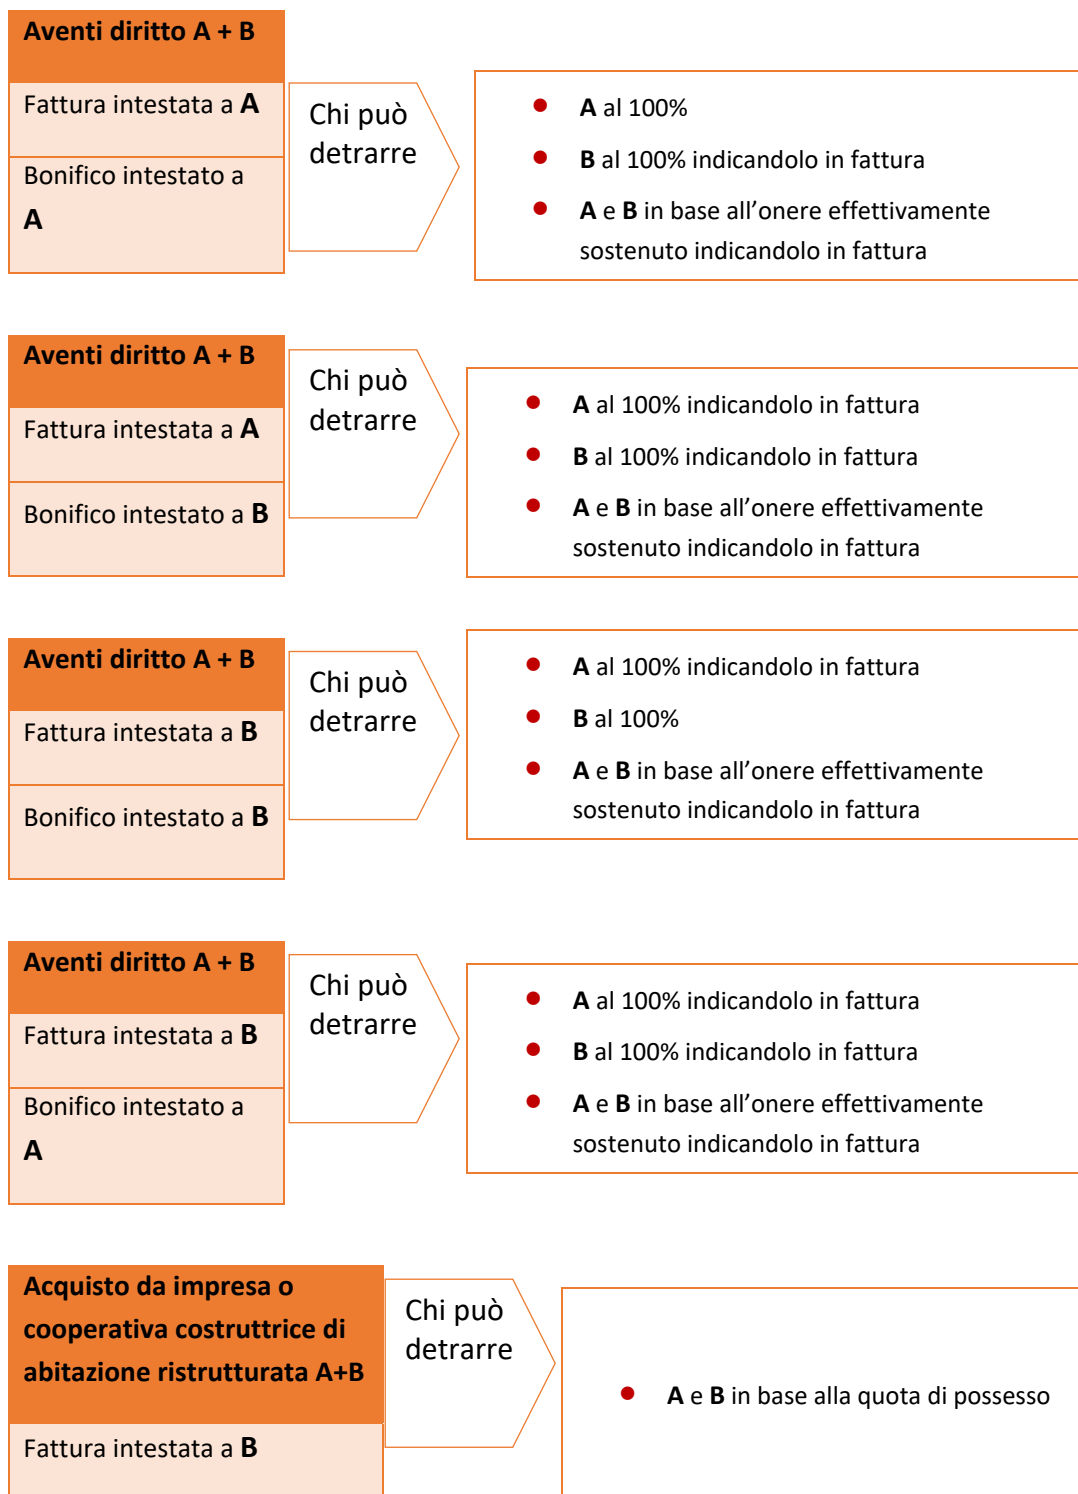 Aventi diritto A + B
Fattura intestata a A
Bonifico intestato a
A
Chi può
detrarre
A al 100%
B al 100% indicandolo in fattura
A e B in base all’onere effettivamente
sostenuto indicandolo in fattura
Aventi diritto A + B
Fattura intestata a A
Bonifico intestato a B
Chi può
detrarre
A al 100% indicandolo in fattura
B al 100% indicandolo in fattura
A e B in base all’onere effettivamente
sostenuto indicandolo in fattura
Aventi diritto A + B
Fattura intestata a B
Bonifico intestato a B
Chi può
detrarre
A al 100% indicandolo in fattura
B al 100%
A e B in base all’onere effettivamente
sostenuto indicandolo in fattura
Aventi diritto A + B
Fattura intestata a B
Bonifico intestato a
A
Chi può
detrarre
A al 100% indicandolo in fattura
B al 100% indicandolo in fattura
A e B in base all’onere effettivamente
sostenuto indicandolo in fattura
Acquisto da impresa o
cooperativa costruttrice di
abitazione ristrutturata A+B
Fattura intestata a B
Chi può
detrarre
A e B in base alla quota di possesso